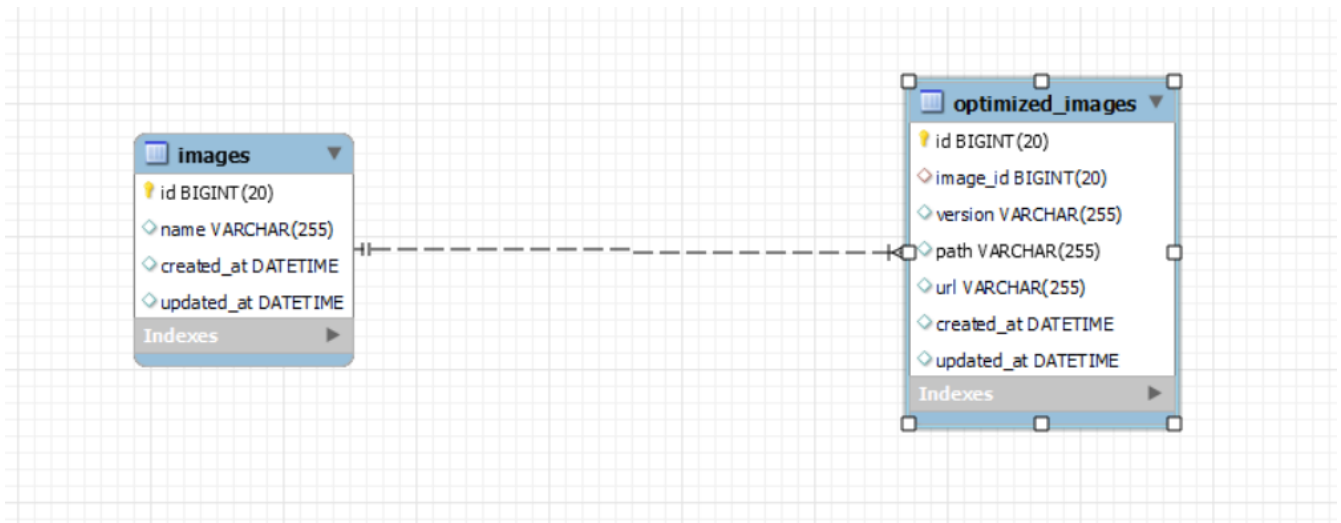 images
id BIGINT(20)
name VARCHAR(255)
created_at DATETIME
updated_at DATETIME
Indexes
optimized_images
id BIGINT(20)
image_id BIGINT(20)
version VARCHAR(255)
path VARCHAR(255)
url VARCHAR(255)
created_at DATETIME
updated_at DATETIME
Indexes